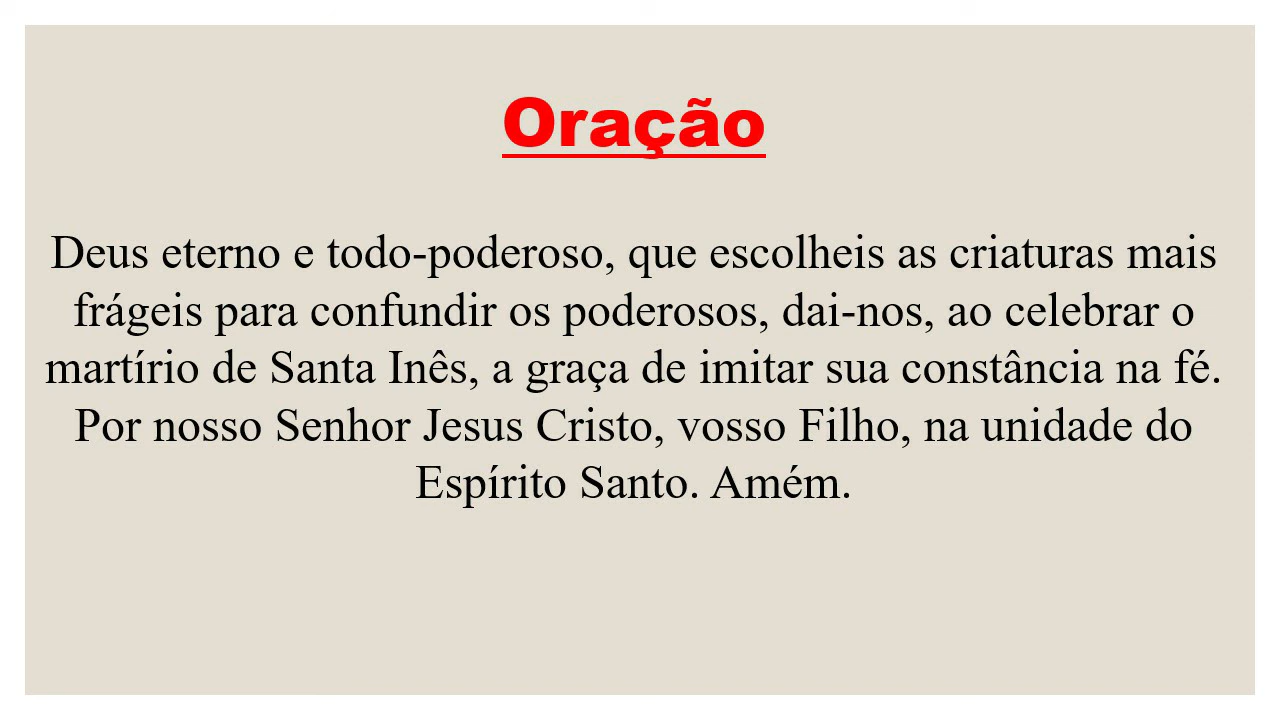 Oração
Deus eterno e todo-poderoso, que escolheis as criaturas mais
frágeis para confundir os poderosos, dai-nos, ao celebrar o
martírio de Santa Inês, a graça de imitar sua constância na fé.
Por nosso Senhor Jesus Cristo, vosso Filho, na unidade do
Espírito Santo. Amém.